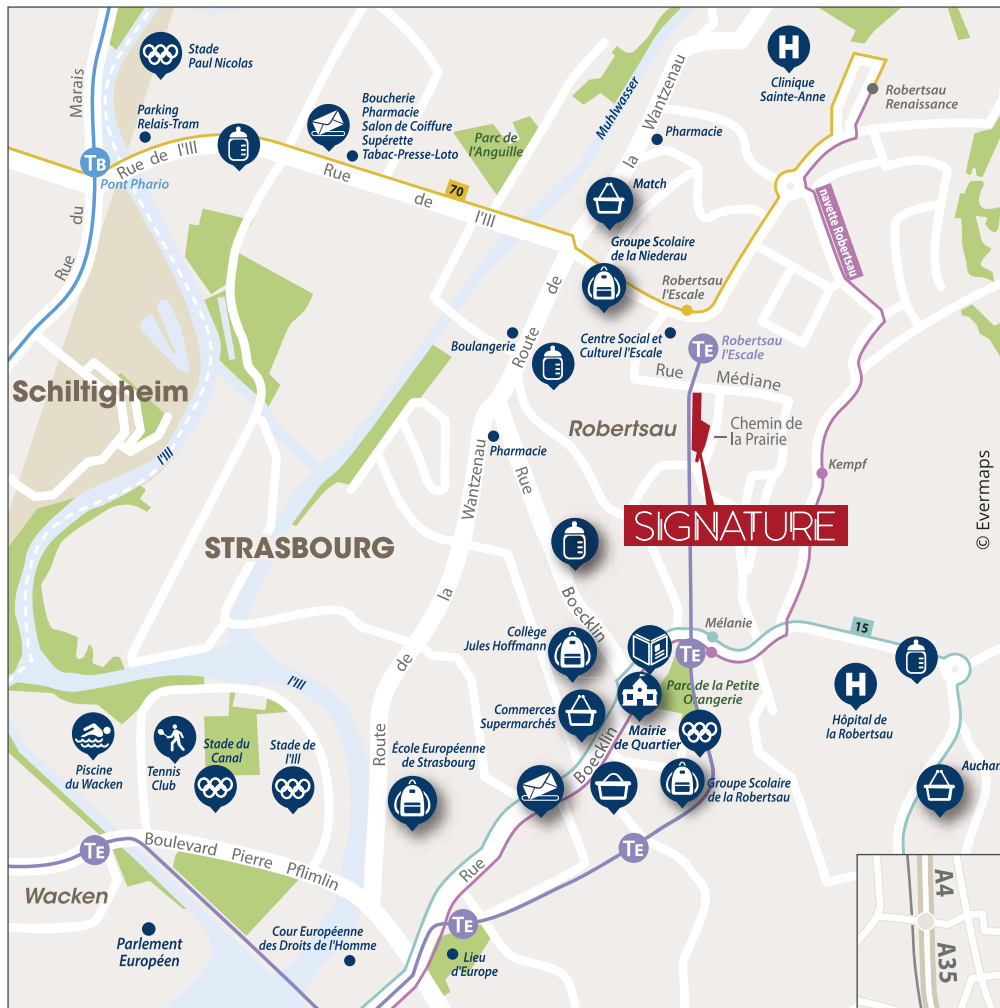 Stade
Paul Nicolas
H
Clinique
Sainte-Anne
Robertsau
Renaissance
Marais
Parking
Relais-Tram
Boucherie
Pharmacie
Salon de Coiffure
Supérette
Tabac-Presse-Loto
Parc de
l'Anguille
Muhlwasser
Wantzenau
la
de
Route
Pharmacie
TB
Pont Phario
Rue de l'Ill
Rue
de
l'Ill
70
Match
navette Robertsau
Rue
du
Groupe Scolaire
de la Niederau
Robertsau
l'Escale
Boulangerie
Centre Social et
Culturel l'Escale
TE
Robertsau
l'Escale
Rue
Médiane
Schiltigheim
l'Ill
Robertsau
Chemin de
la Prairie
Pharmacie
Wantzenau
la
de
Route
Rue
Boecklin
Kempf
SIGNATURE
STRASBOURG
© Evermaps
Collège
Jules Hoffmann
Mélanie
15
TE
l'Ill
Parc de la Petite
Orangerie
H
Hôpital de
la Robertsau
Commerces
Supermarchés
Mairie
de Quartier
Boecklin
Rue
Piscine
du Wacken
Tennis
Club
Stade du
Canal
Stade de
l'Ill
École Européenne
de Strasbourg
Groupe Scolaire
de la Robertsau
Auchan
TE
Boulevard Pierre Pflimlin
TE
Wacken
TE
Parlement
Européen
Cour Européenne
des Droits de l'Homme
Lieu
d'Europe
A4
A35